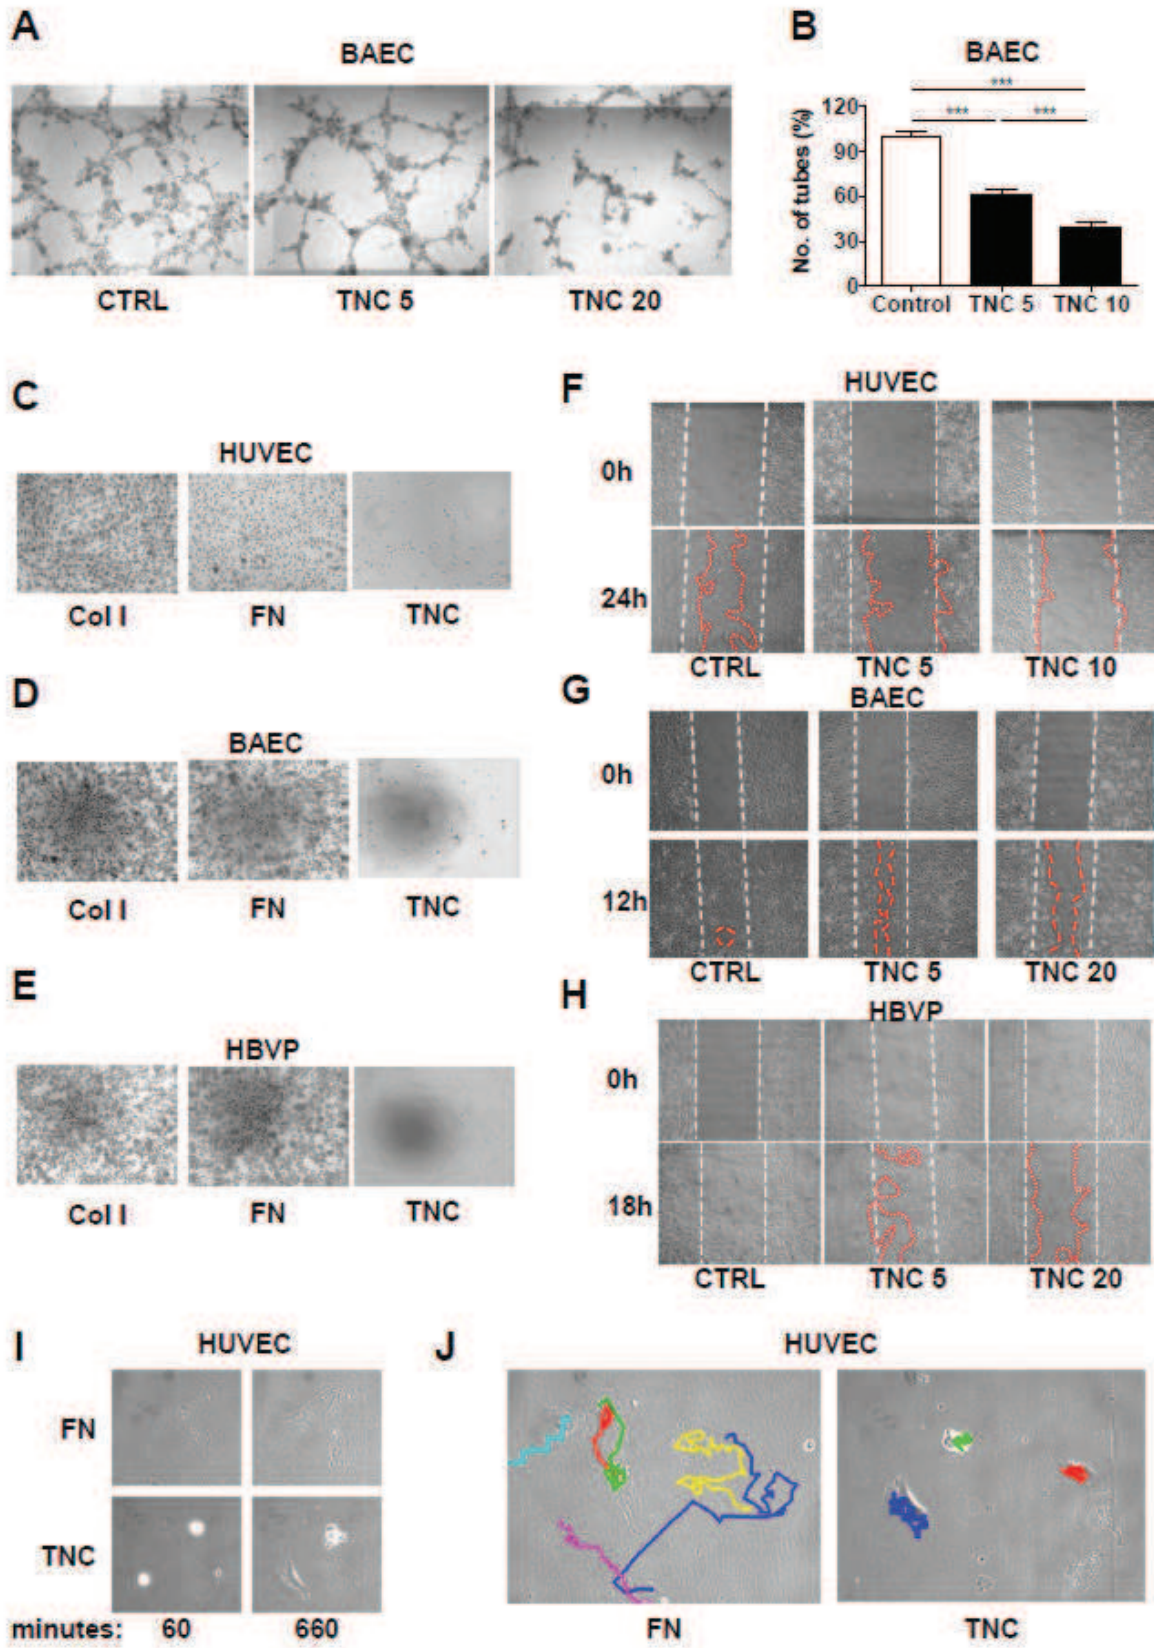 A
BAEC
CTRL TNC 5 TNC 20
B
BAEC
***
*** ***
No. of tubes (%)
120
90
60
30
0
Control TNC 5 TNC 10
C
HUVEC
Col I FN TNC
D
BAEC
Col I FN TNC
E
HBVP
Col I FN TNC
F
HUVEC
0h
24h
CTRL TNC 5 TNC 10
G
BAEC
0h
12h
CTRL TNC 5 TNC 20
H
HBVP
0h
18h
CTRL TNC 5 TNC 20
I
HUVEC
FN
TNC
minutes: 60 660
J
HUVEC
FN TNC